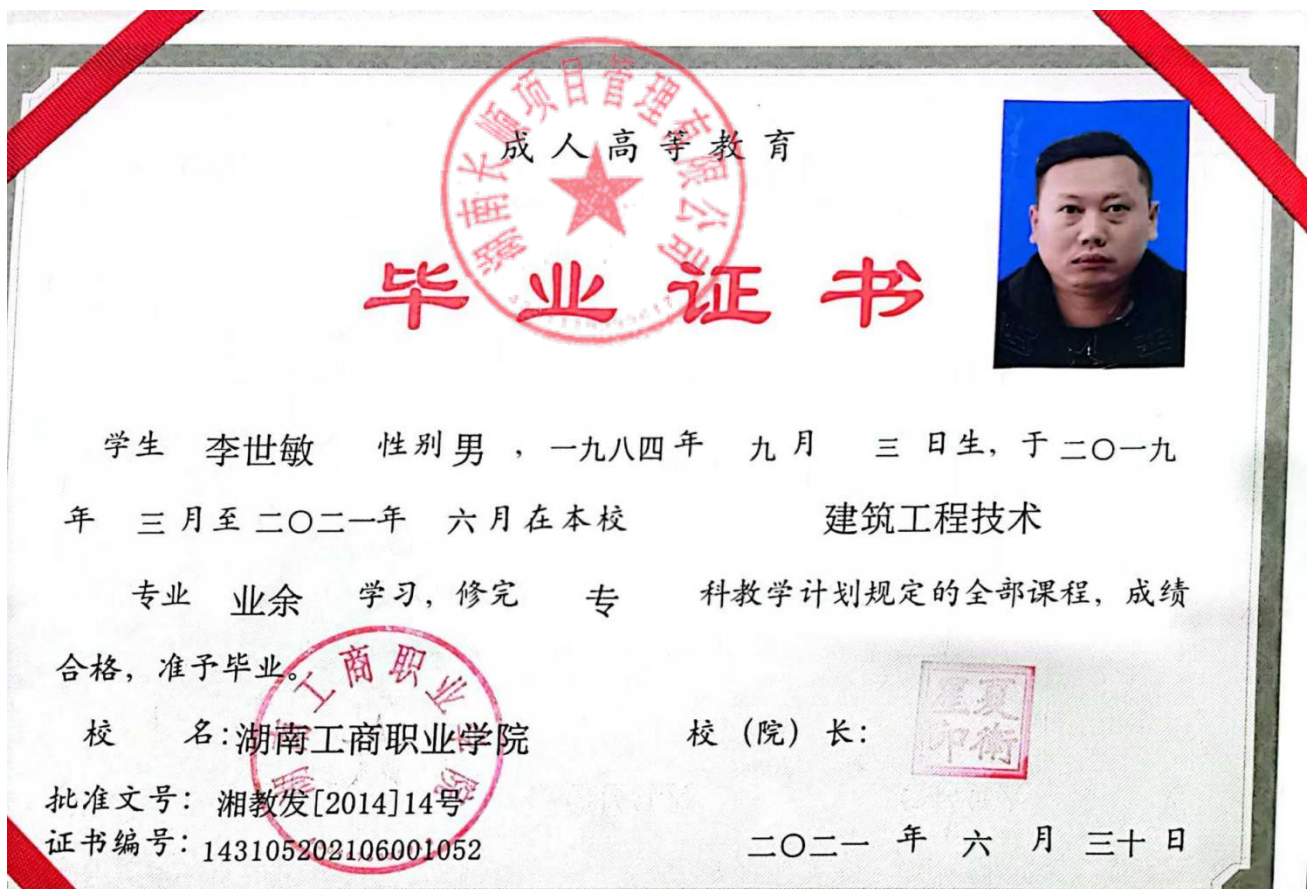 湖南长顺项目管理有限公司
成人高等教育
毕业证书
学生 李世敏 性别 男 ，一九八四 年 九 月 三 日生，于 二〇一九
年 三 月至 二〇二一年 六 月在本校 建筑工程技术
专业 业余 学习，修完 专 科教学计划规定的全部课程，成绩
合格，准予毕业。
湖南工商职业学院
校 名：湖南工商职业学院 校（院）长：
夏衛星印
批准文号： 湘教发[2014]14号
证书编号：143105202106001052 二〇二一 年 六 月 三十 日